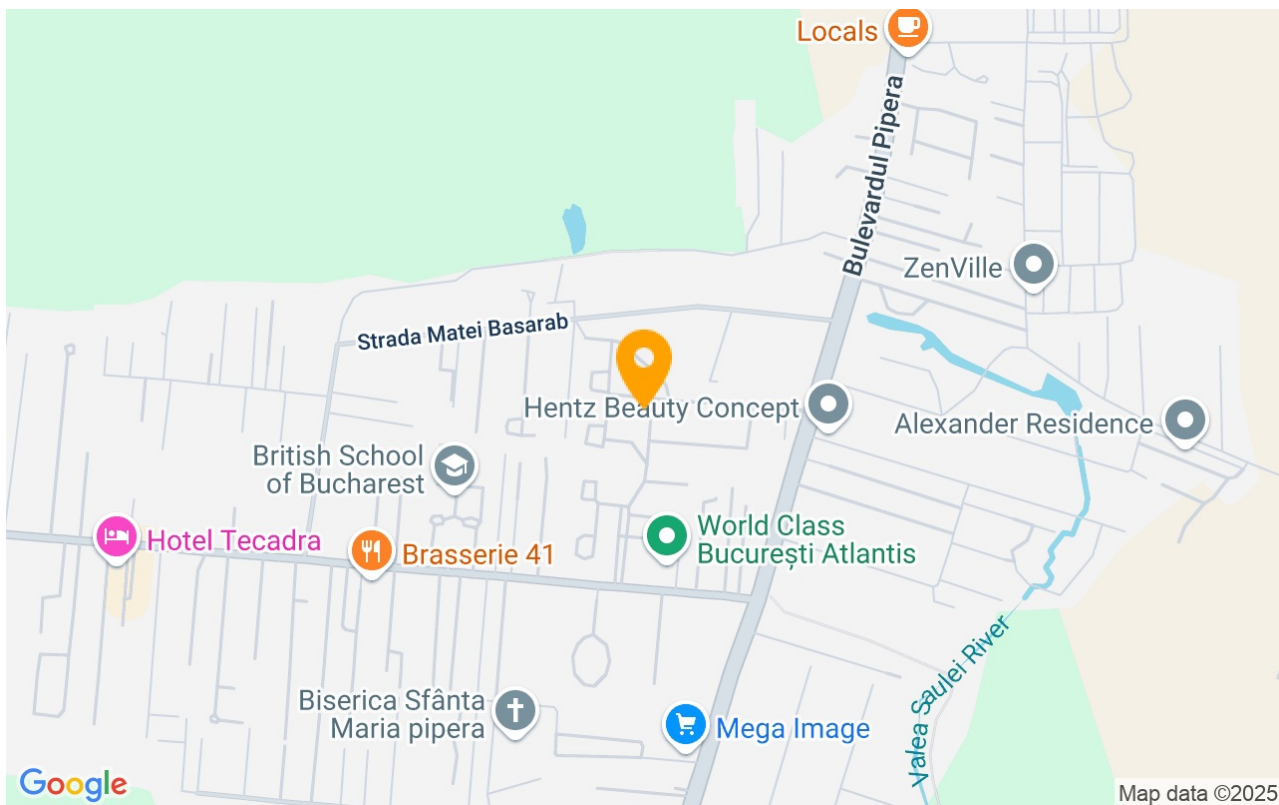 Locals
Bulevardul Pipera
ZenVille
Strada Matei Basarab
Hentz Beauty Concept
Alexander Residence
British School
of Bucharest
World Class
București Atlantis
Hotel Tecadra
Brasserie 41
Valea Saulei River
Biserica Sfânta
Maria pipera
Mega Image
Google
Map data ©2025